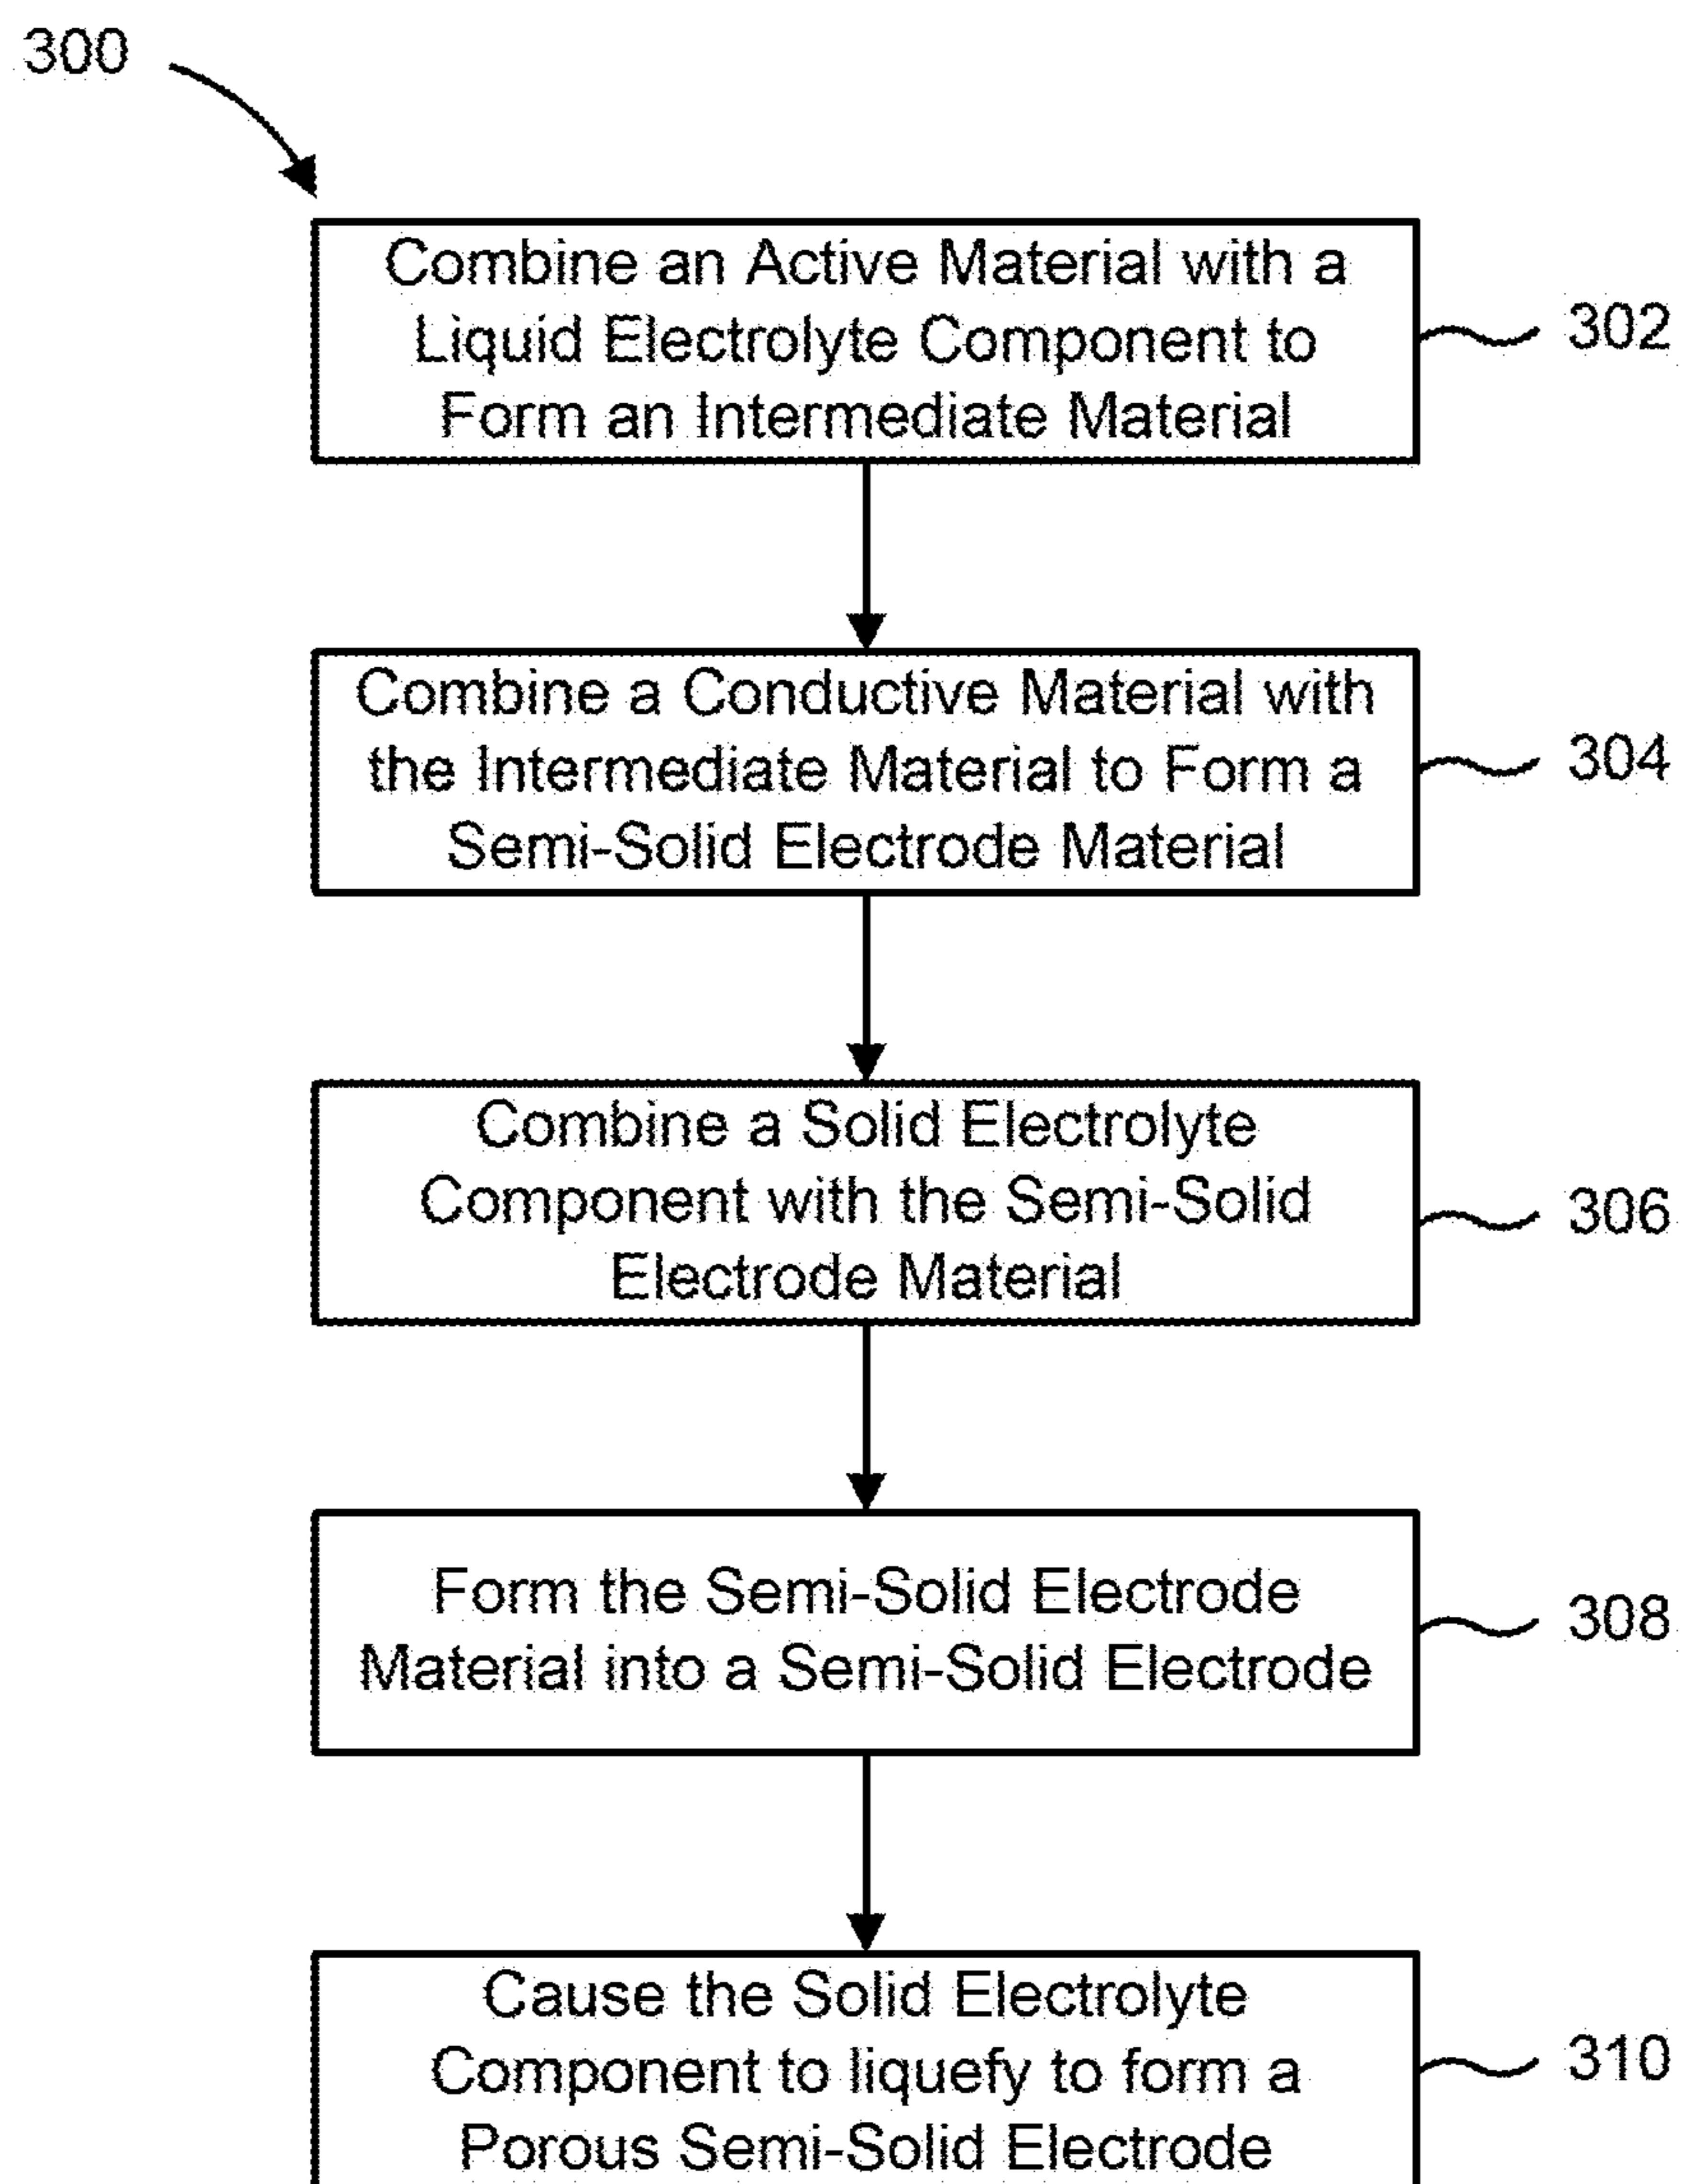 300
Combine an Active Material with a
Liquid Electrolyte Component to
Form an Intermediate Material
302
Combine a Conductive Material with
the Intermediate Material to Form a
Semi-Solid Electrode Material
304
Combine a Solid Electrolyte
Component with the Semi-Solid
Electrode Material
306
Form the Semi-Solid Electrode
Material into a Semi-Solid Electrode
308
Cause the Solid Electrolyte
Component to liquefy to form a
Porous Semi-Solid Electrode
310